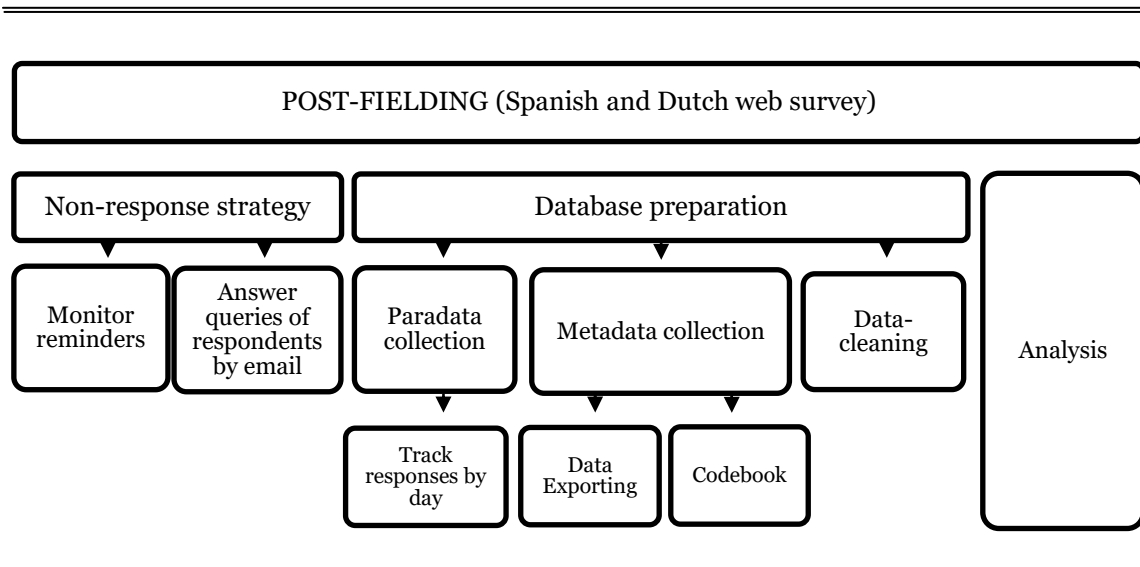 POST-FIELDING (Spanish and Dutch web survey)
Non-response strategy
Database preparation
Monitor
reminders
Answer
queries of
respondents
by email
Paradata
collection
Metadata collection
Data-
cleaning
Analysis
Track
responses by
day
Data
Exporting
Codebook